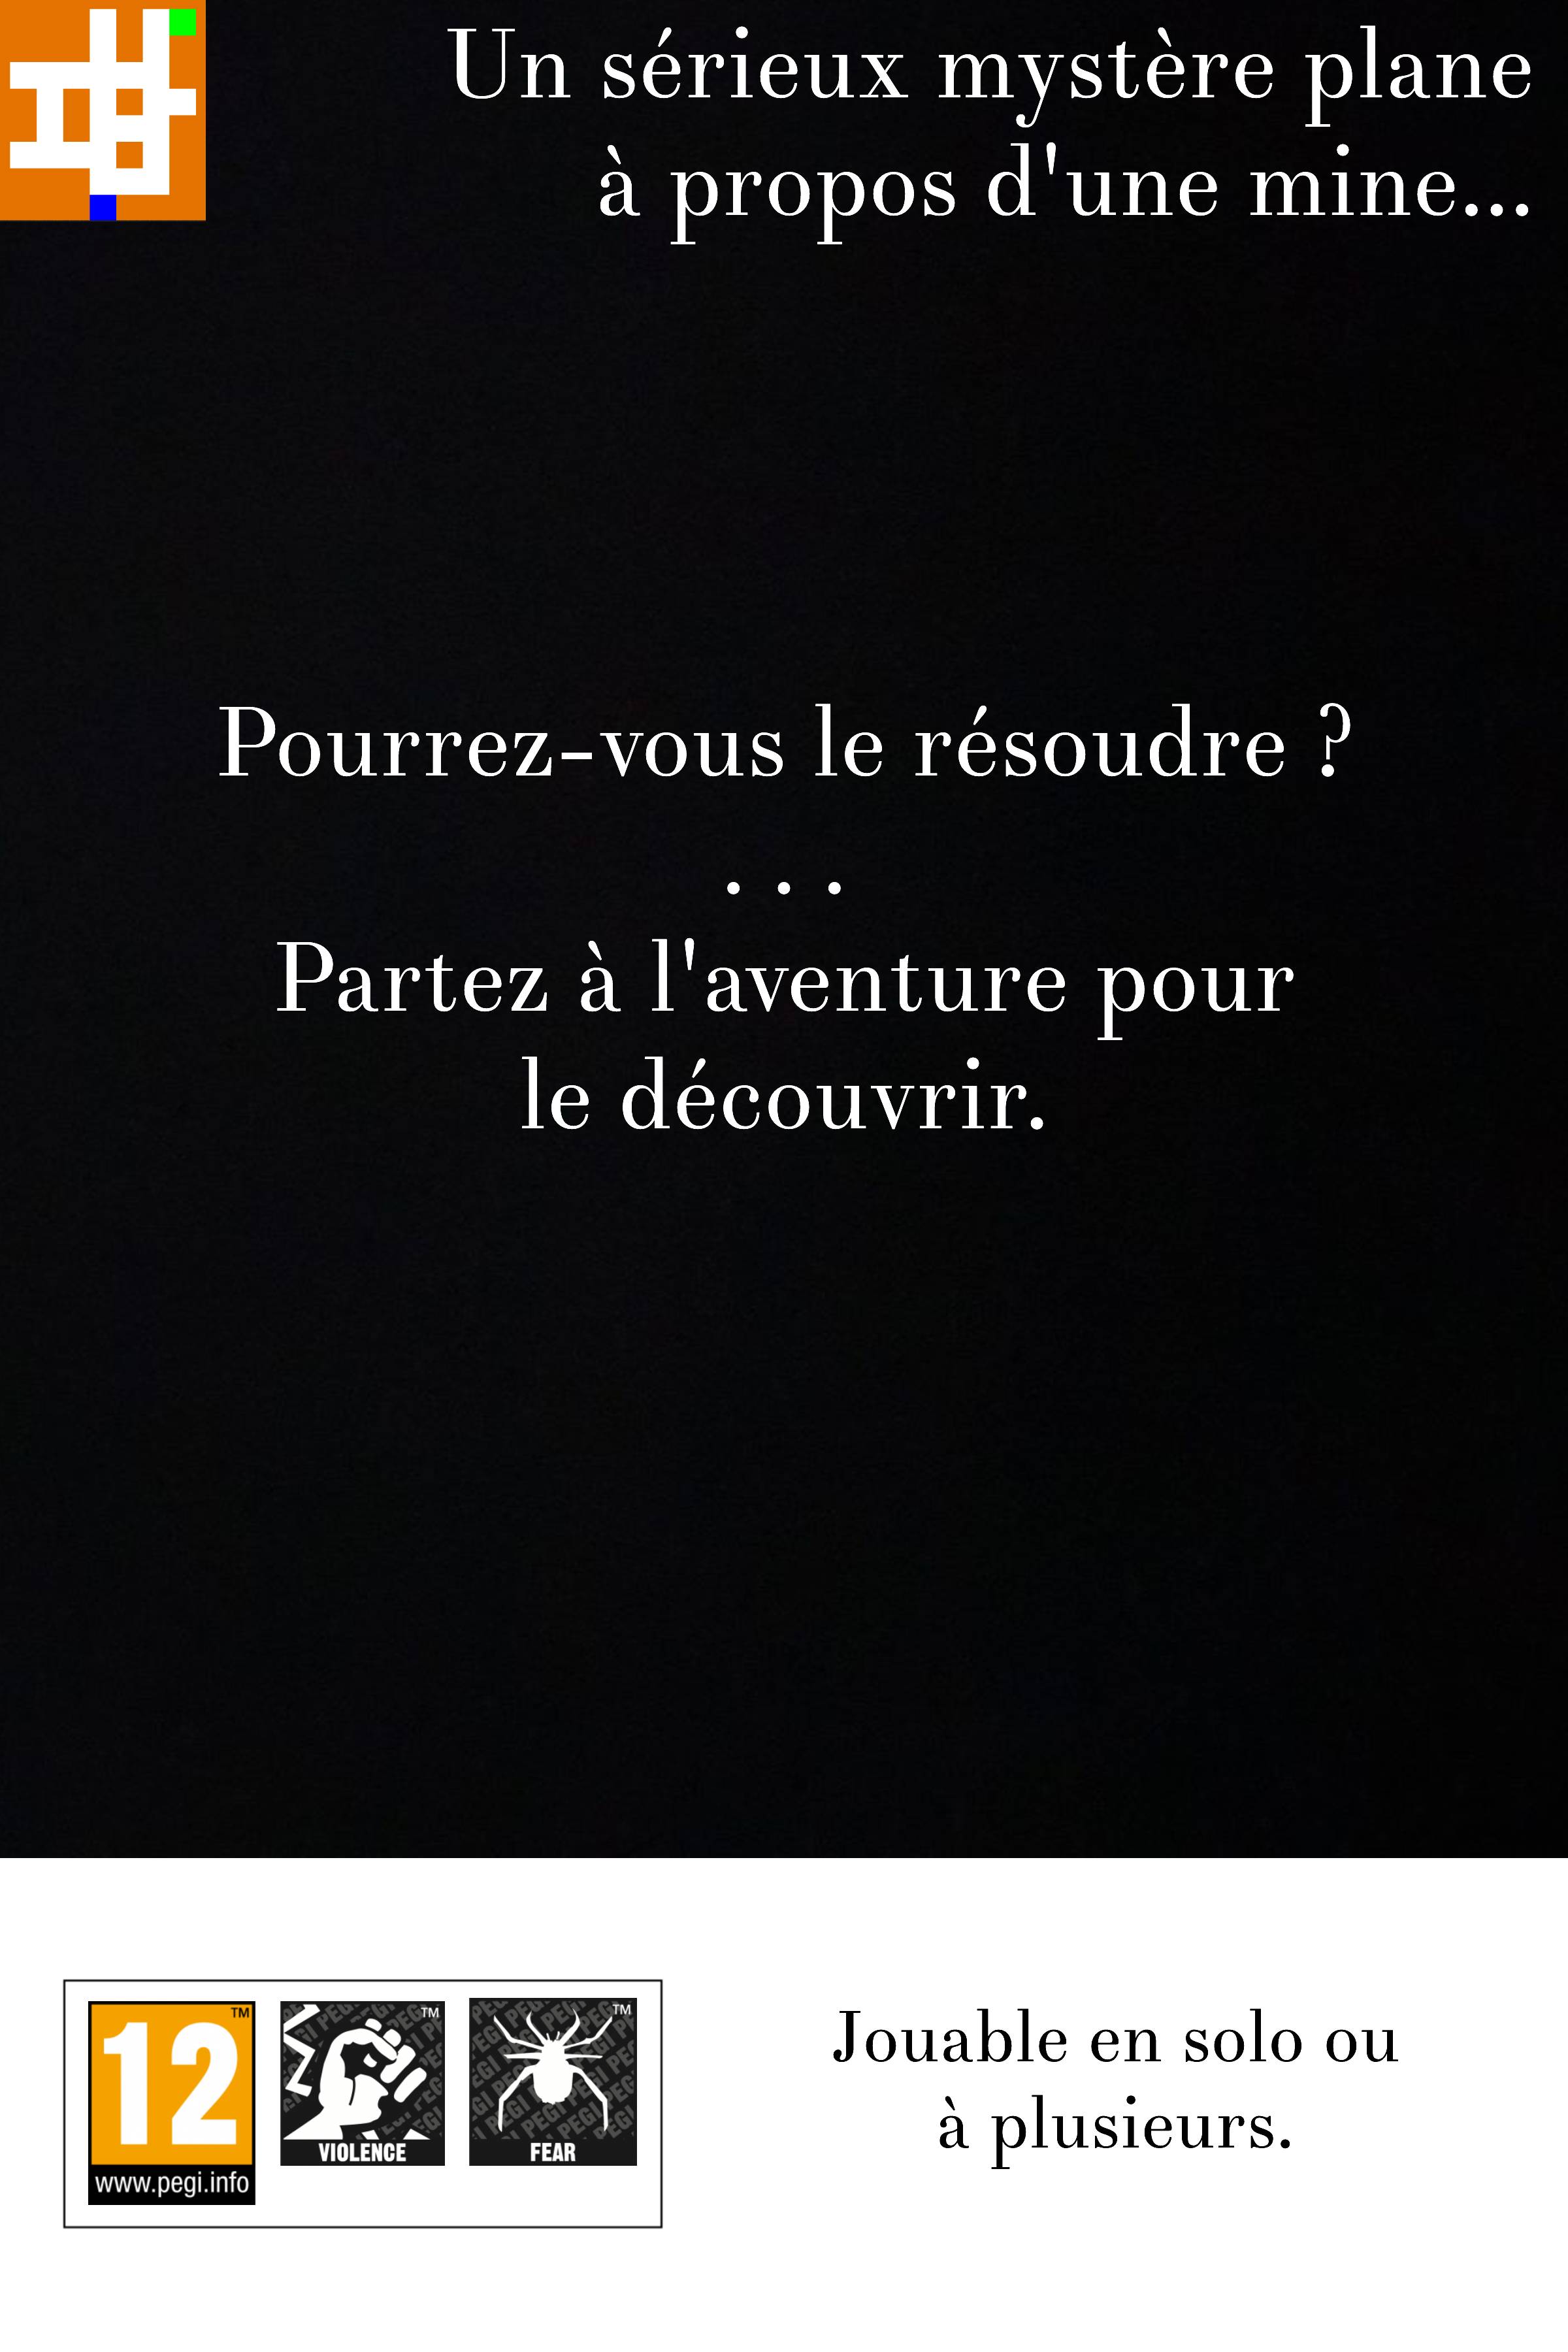 Un sérieux mystère plane
à propos d'une mine...
Pourrez-vous le résoudre ?
. . .
Partez à l'aventure pour
le découvrir.
12
TM
www.pegi.info
TM
VIOLENCE
TM
FEAR
Jouable en solo ou
à plusieurs.